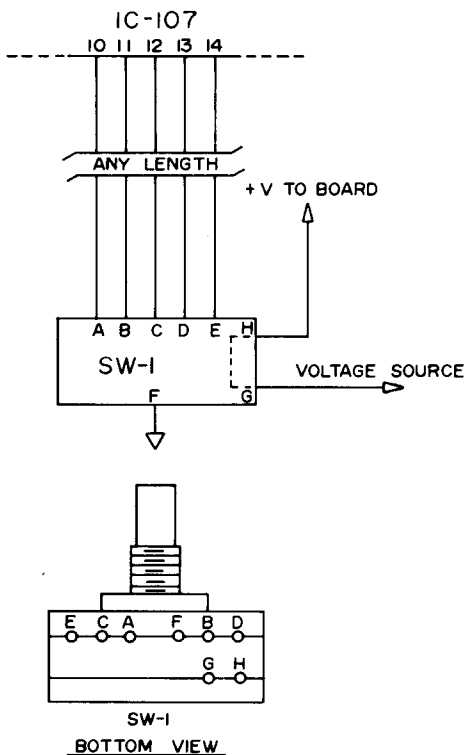 IC-107
10 11 12 13 14
ANY LENGTH
+V TO BOARD
A B C D E H
SW-1
VOLTAGE SOURCE
F G
E C A F B D
G H
SW-1
BOTTOM VIEW